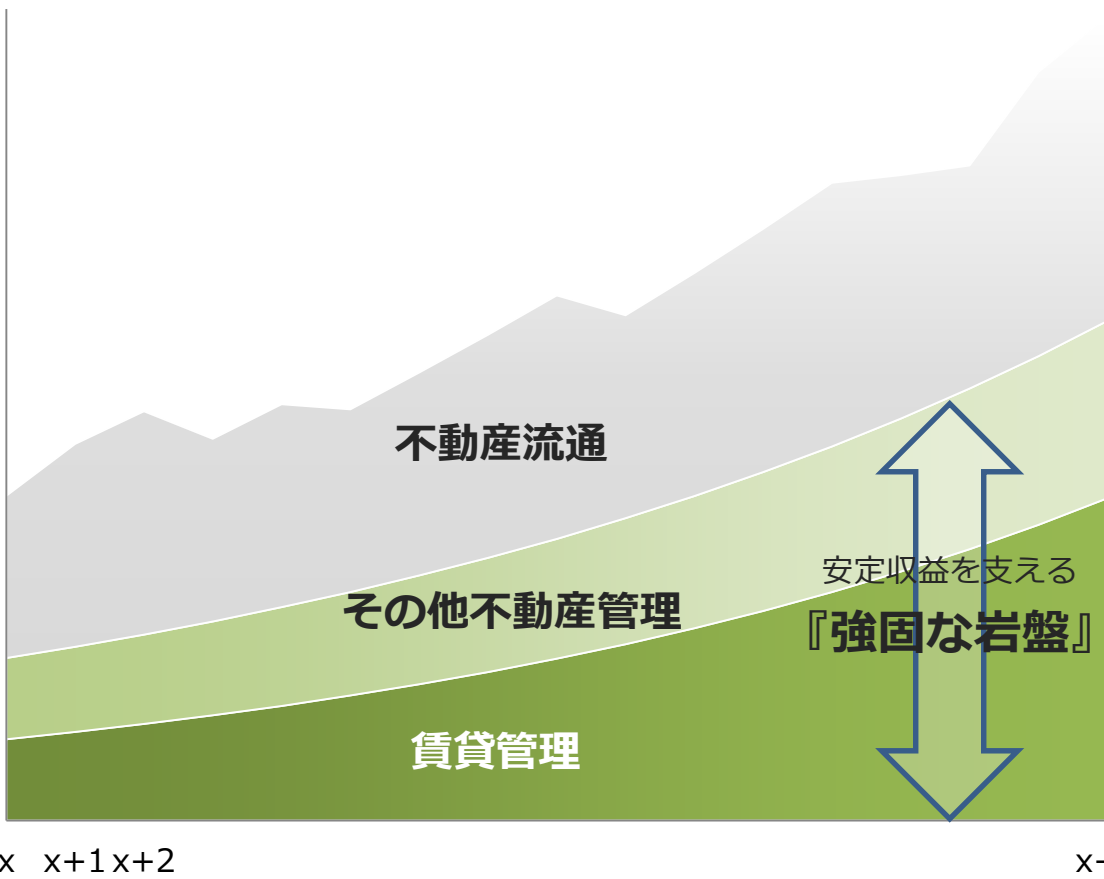 不動産流通
その他不動産管理
賃貸管理
安定収益を支える
『強固な岩盤』
x x+1 x+2
x-